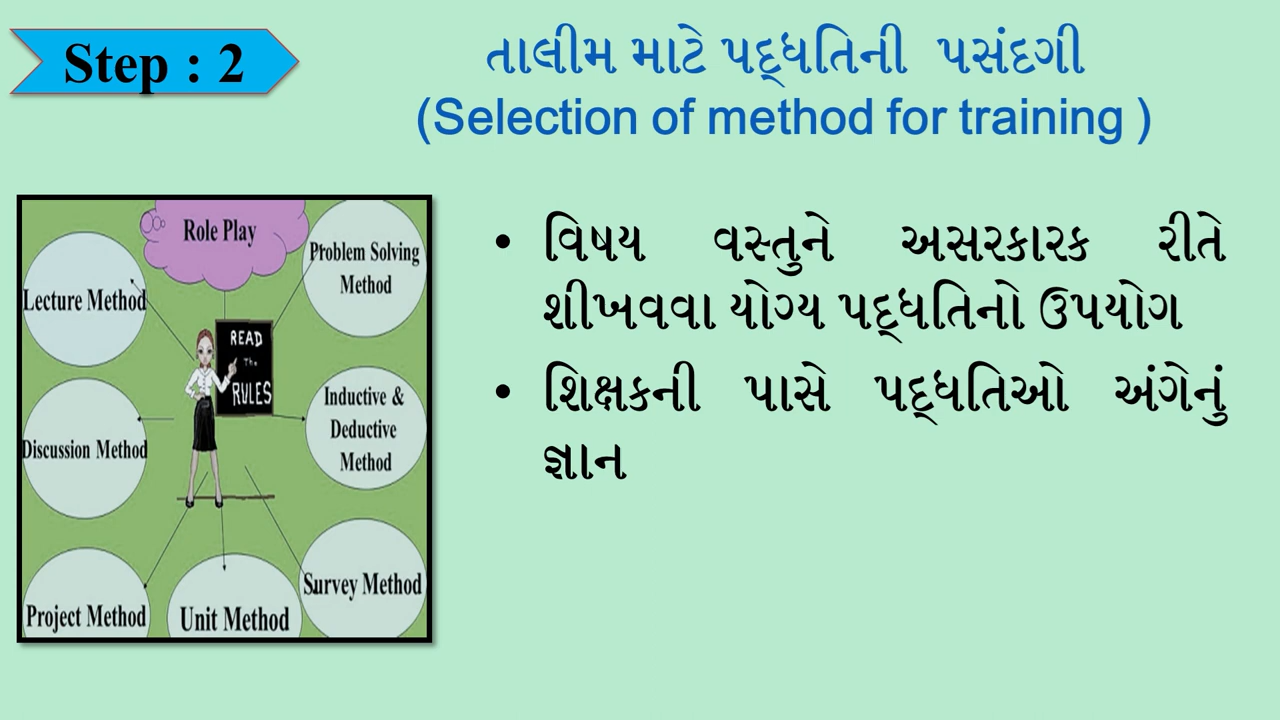 Step : 2
તાલીમ માટે પદ્ધતિની પસંદગી
(Selection of method for training )
Role Play
Problem Solving
Method
Lecture Method
READ
The
RULES
Inductive &
Deductive
Method
Discussion Method
Survey Method
Project Method
Unit Method
• વિષય વસ્તુને અસરકારક રીતે
શીખવવા યોગ્ય પદ્ધતિનો ઉપયોગ
• શિક્ષકની પાસે પદ્ધતિઓ અંગેનું
જ્ઞાન